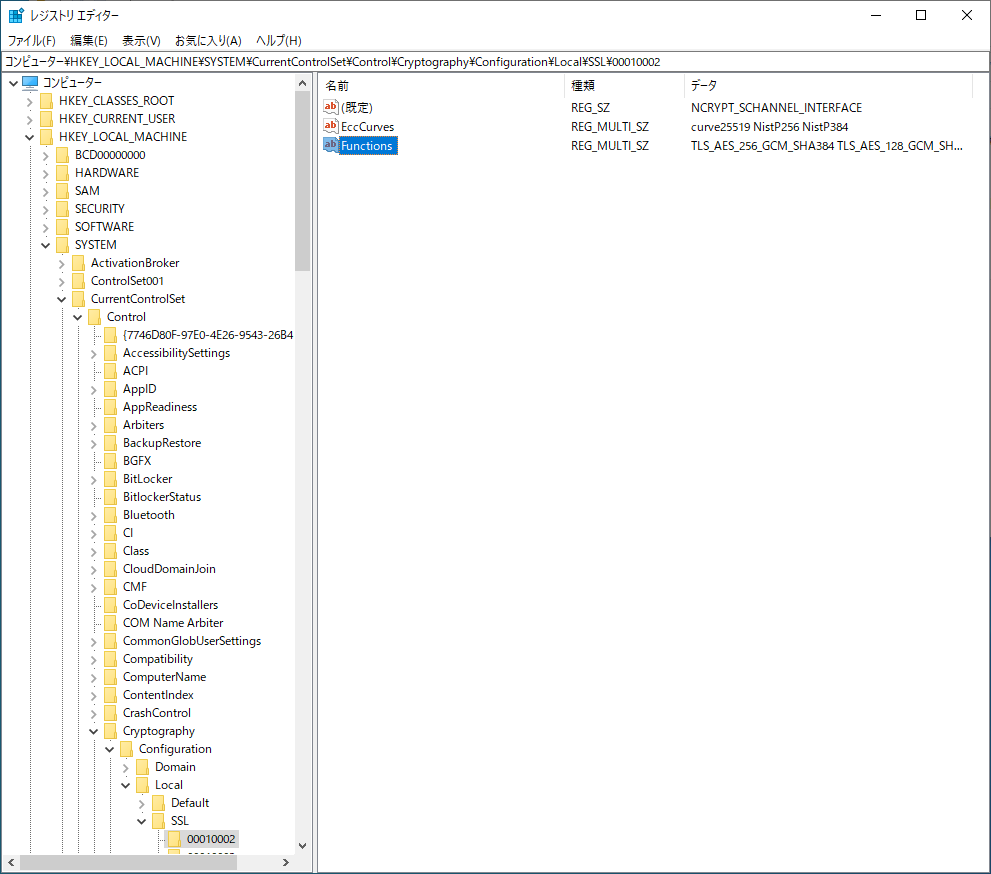 レジストリ エディター
ファイル(F) 編集(E) 表示(V) お気に入り(A) ヘルプ(H)
コンピューター¥HKEY_LOCAL_MACHINE¥SYSTEM¥CurrentControlSet¥Control¥Cryptography¥Configuration¥Local¥SSL¥00010002
コンピューター
HKEY_CLASSES_ROOT
HKEY_CURRENT_USER
HKEY_LOCAL_MACHINE
BCD00000000
HARDWARE
SAM
SECURITY
SOFTWARE
SYSTEM
ActivationBroker
ControlSet001
CurrentControlSet
Control
{7746D80F-97E0-4E26-9543-26B4
AccessibilitySettings
ACPI
AppID
AppReadiness
Arbiters
BackupRestore
BGFX
BitLocker
BitlockerStatus
Bluetooth
CI
Class
CloudDomainJoin
CMF
CoDeviceInstallers
COM Name Arbiter
CommonGlobUserSettings
Compatibility
ComputerName
ContentIndex
CrashControl
Cryptography
Configuration
Domain
Local
Default
SSL
00010002
名前 種類 データ
(既定) REG_SZ NCRYPT_SCHANNEL_INTERFACE
EccCurves REG_MULTI_SZ curve25519 NistP256 NistP384
Functions REG_MULTI_SZ TLS_AES_256_GCM_SHA384 TLS_AES_128_GCM_SH...